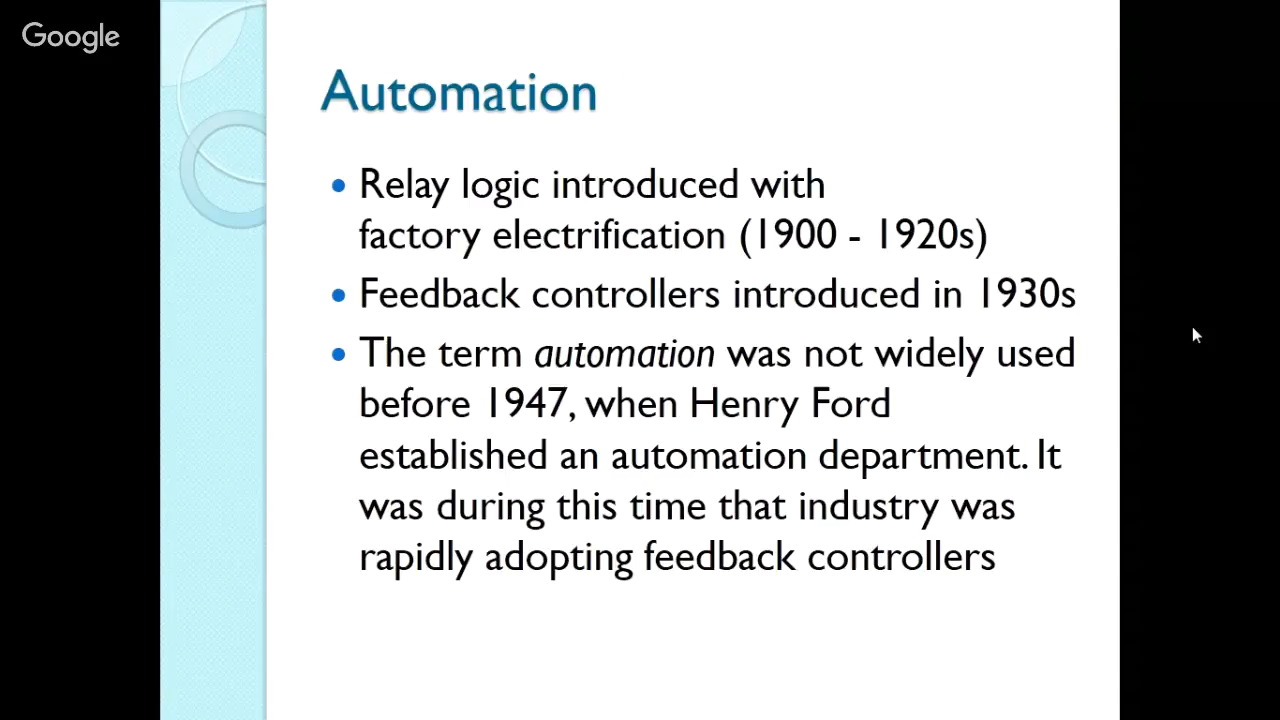 Google
Automation
• Relay logic introduced with
factory electrification (1900 - 1920s)
• Feedback controllers introduced in 1930s
• The term automation was not widely used
before 1947, when Henry Ford
established an automation department. It
was during this time that industry was
rapidly adopting feedback controllers